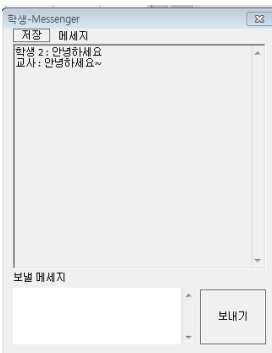 학생-Messenger
저장 메세지
학생 2 : 안녕하세요
교사 : 안녕하세요~
보낼 메세지
보내기